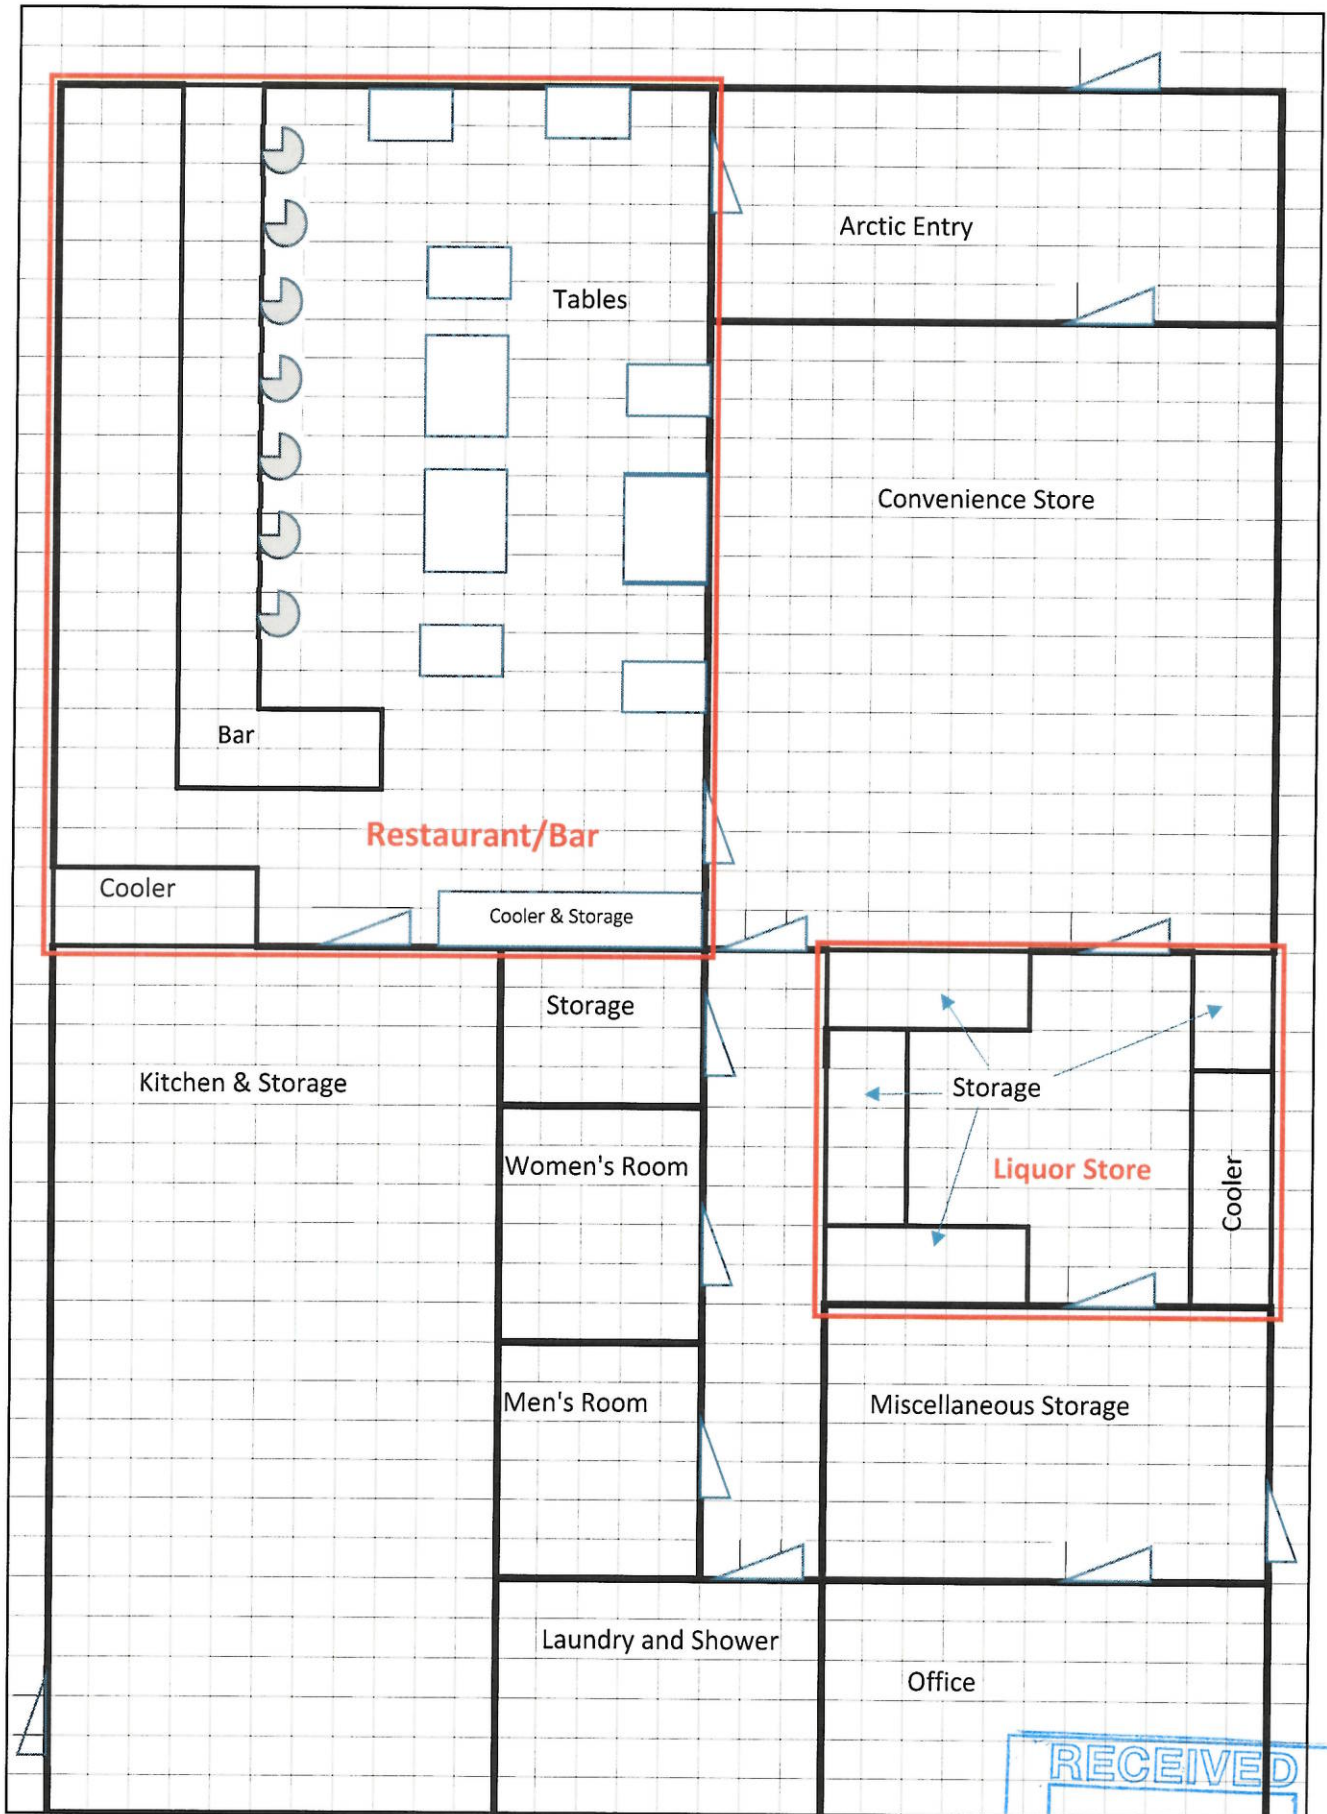 Arctic Entry
Tables
Convenience Store
Bar
Restaurant/Bar
Cooler
Cooler & Storage
Storage
Kitchen & Storage
Storage
Women's Room
Liquor Store
Cooler
Men's Room
Miscellaneous Storage
Laundry and Shower
Office
RECEIVED